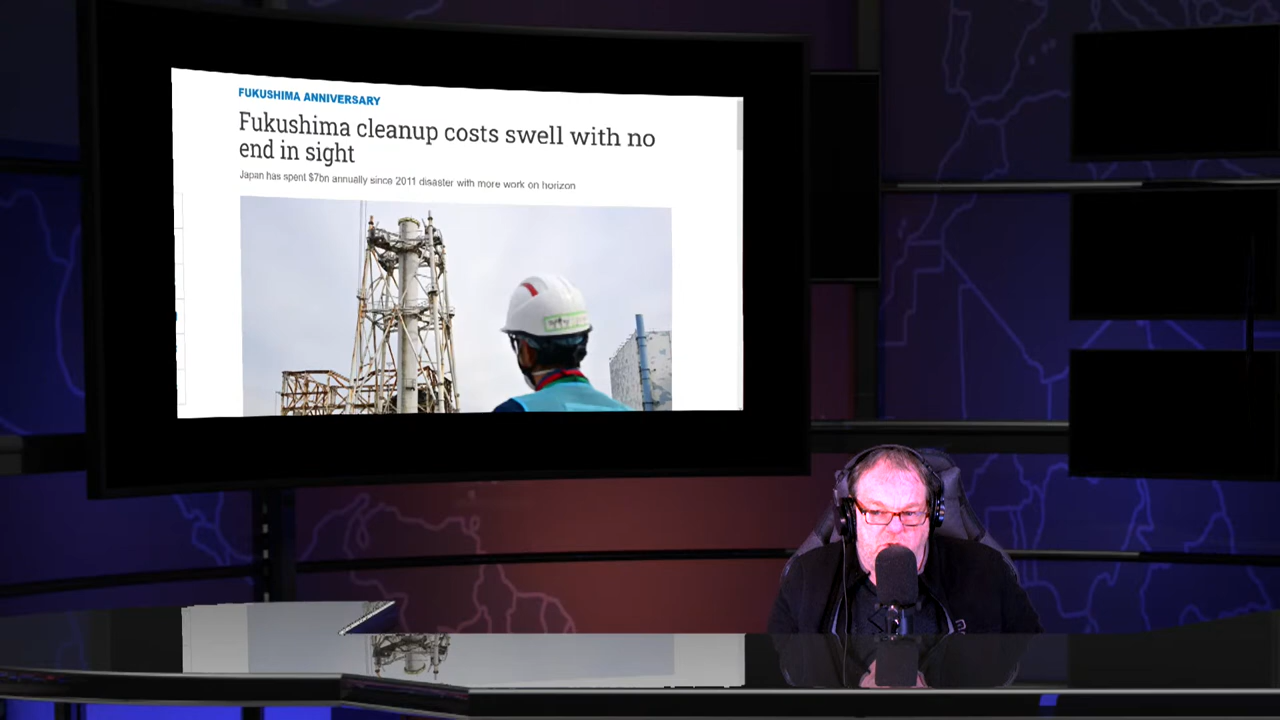 FUKUSHIMA ANNIVERSARY
Fukushima cleanup costs swell with no
end in sight
Japan has spent $7bn annually since 2011 disaster with more work on horizon